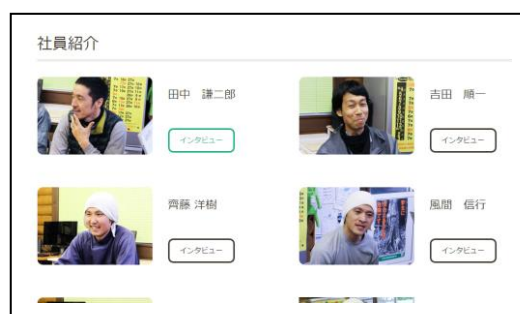 社員紹介
田中 謙二郎
インタビュー
吉田 順一
インタビュー
齊藤 洋樹
インタビュー
風間 信行
インタビュー